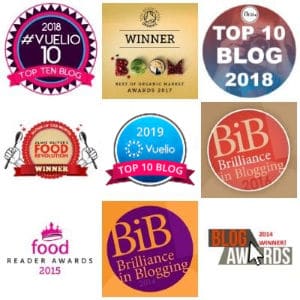 2018
#VUELIO
10
TOP TEN BLOG
WINNER
BOOM
BEST OF ORGANIC MARKET
AWARDS 2017
TOP 10
BLOG
2018
FOOD
REVOLUTION
WINNER
2019
Vuelio
TOP 10 BLOG
BiB
Brilliance
in Blogging
food
READER AWARDS
2015
BiB
Brilliance
in Blogging
2014
BLOG
AWARDS
2014
WINNER!